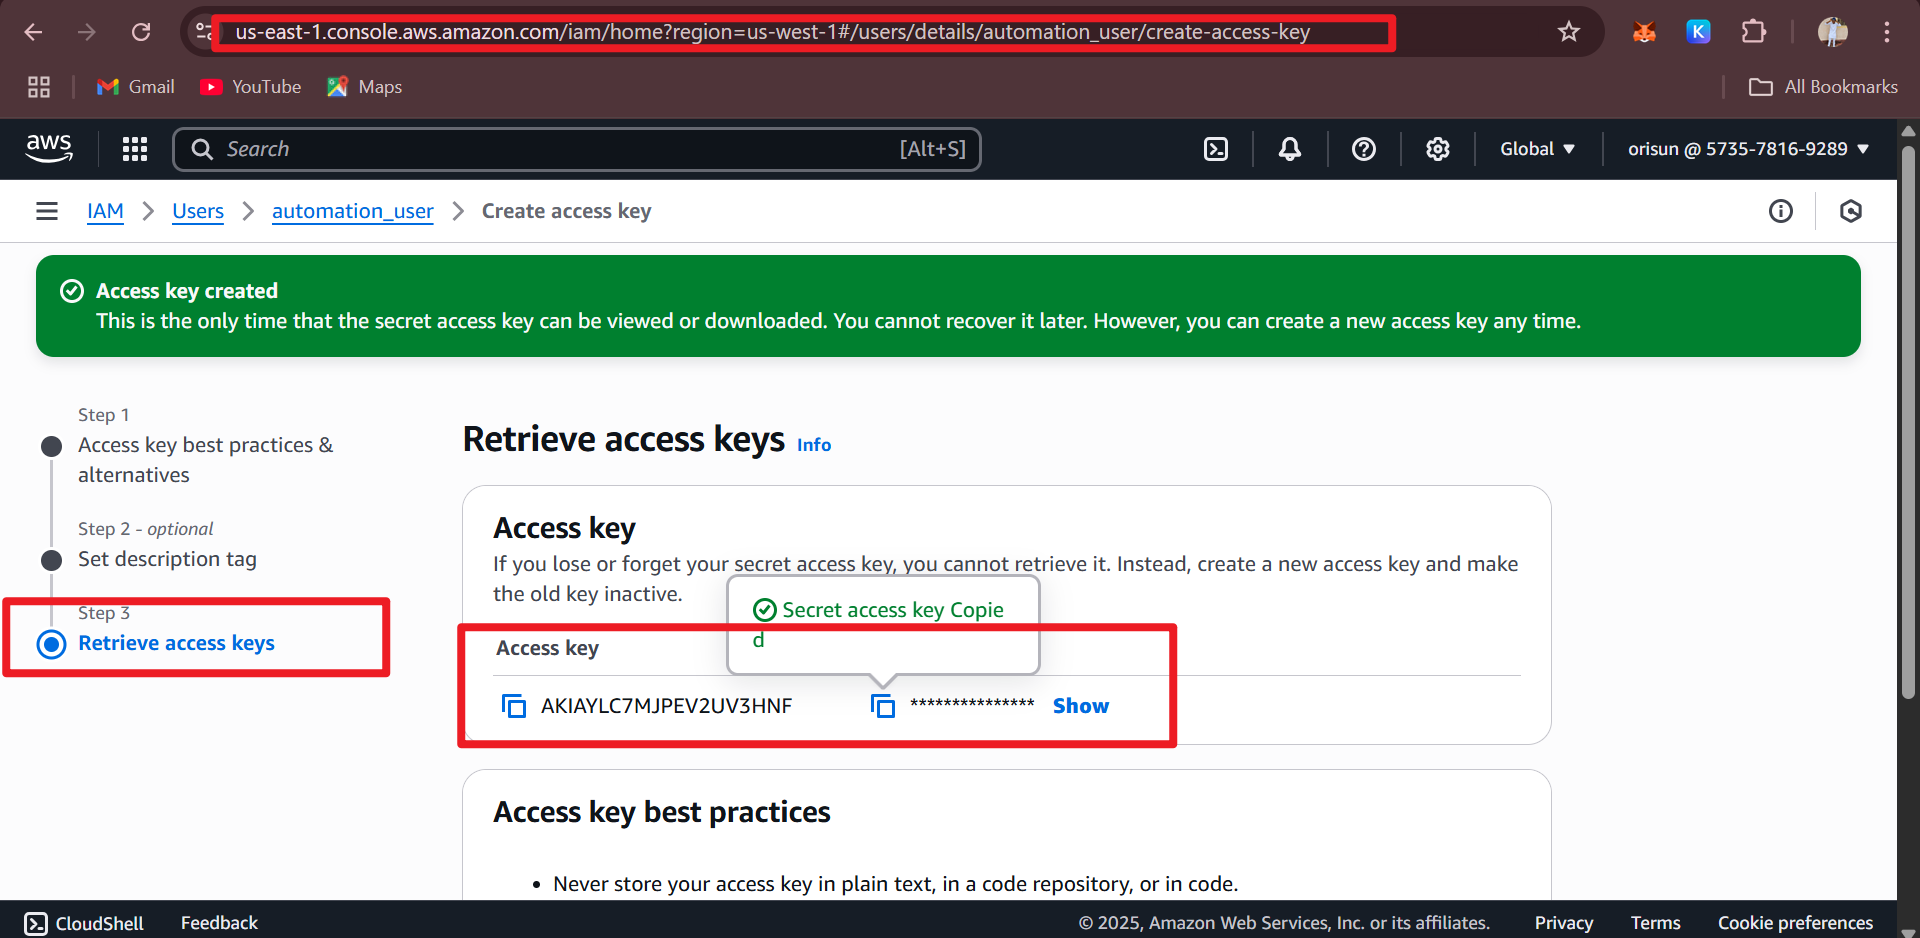 us-east-1.console.aws.amazon.com/iam/home?region=us-west-1#/users/details/automation_user/create-access-key
Gmail
YouTube
Maps
All Bookmarks
aws
Search
[Alt+S]
Global
orisun @ 5735-7816-9289
IAM
Users
automation_user
Create access key
Access key created
This is the only time that the secret access key can be viewed or downloaded. You cannot recover it later. However, you can create a new access key any time.
Step 1
Access key best practices &
alternatives
Step 2 - optional
Set description tag
Step 3
Retrieve access keys
Retrieve access keys Info
Access key
If you lose or forget your secret access key, you cannot retrieve it. Instead, create a new access key and make
the old key inactive.
Secret access key Copie
d
Access key
AKIAYLC7MJPEV2UV3HNF
*************** Show
Access key best practices
• Never store your access key in plain text, in a code repository, or in code.
CloudShell
Feedback
© 2025, Amazon Web Services, Inc. or its affiliates.
Privacy
Terms
Cookie preferences